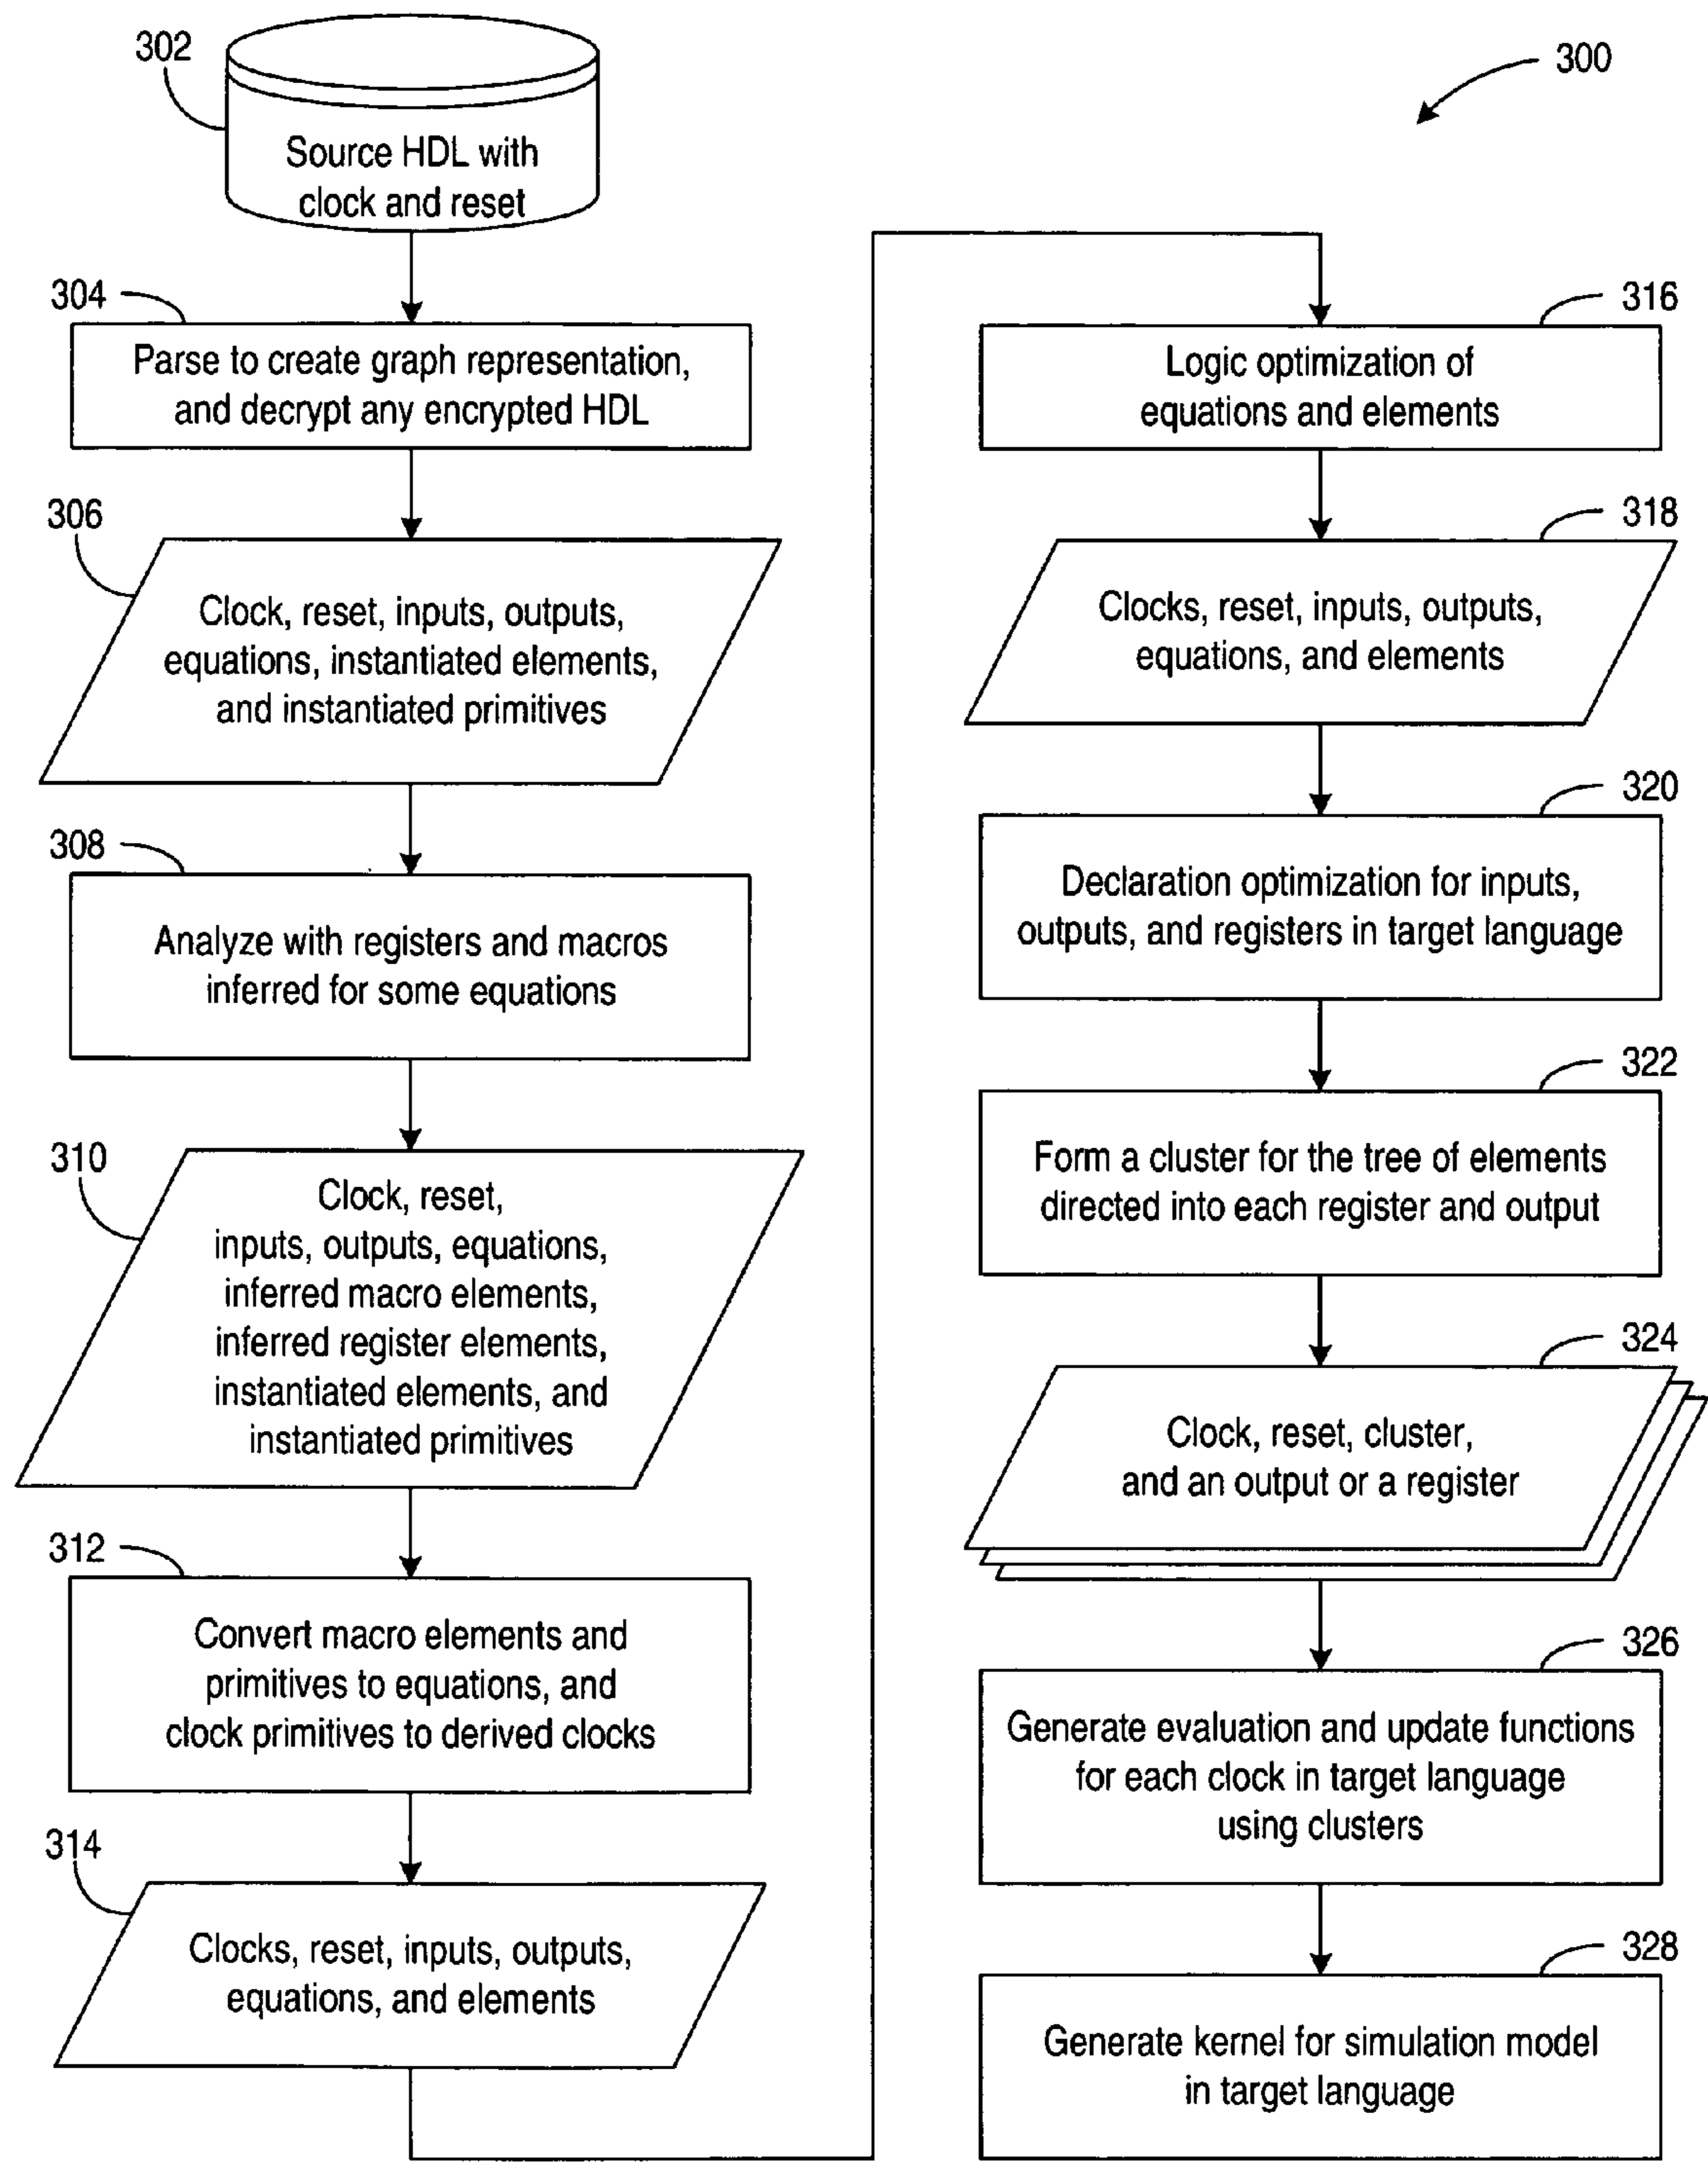 302
Source HDL with
clock and reset
300
304
Parse to create graph representation,
and decrypt any encrypted HDL
306
Clock, reset, inputs, outputs,
equations, instantiated elements,
and instantiated primitives
308
Analyze with registers and macros
inferred for some equations
310
Clock, reset,
inputs, outputs, equations,
inferred macro elements,
inferred register elements,
instantiated elements, and
instantiated primitives
312
Convert macro elements and
primitives to equations, and
clock primitives to derived clocks
314
Clocks, reset, inputs, outputs,
equations, and elements
316
Logic optimization of
equations and elements
318
Clocks, reset, inputs, outputs,
equations, and elements
320
Declaration optimization for inputs,
outputs, and registers in target language
322
Form a cluster for the tree of elements
directed into each register and output
324
Clock, reset, cluster,
and an output or a register
326
Generate evaluation and update functions
for each clock in target language
using clusters
328
Generate kernel for simulation model
in target language